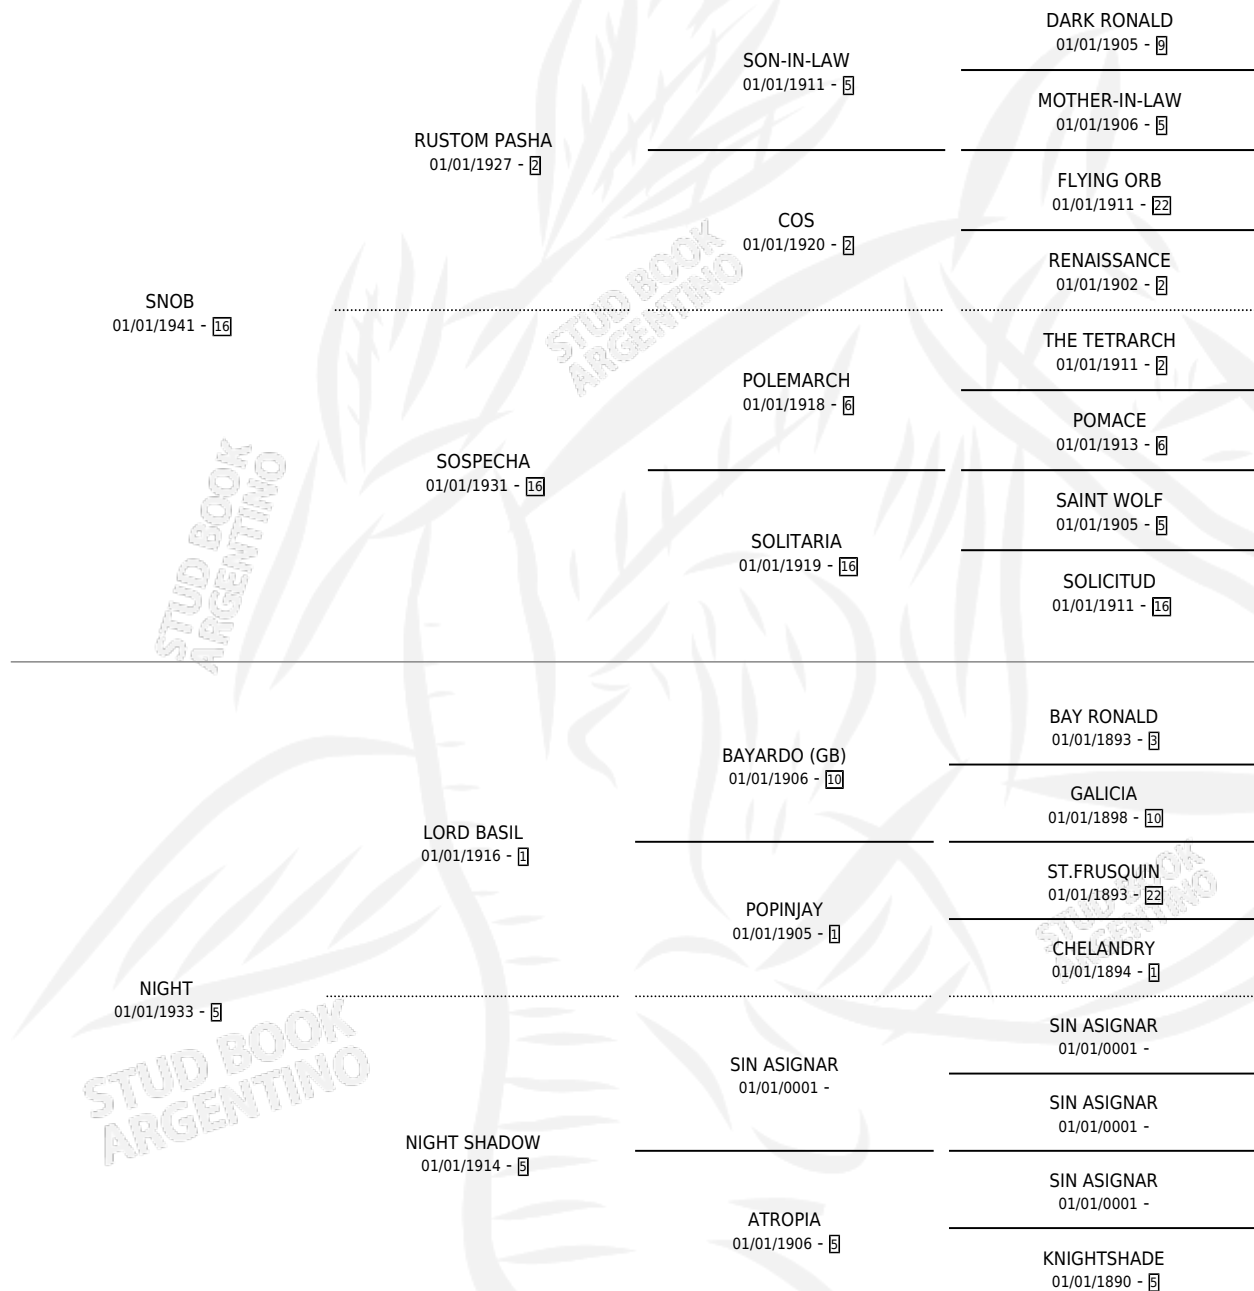 DARK RONALD
01/01/1905 - 9
SON-IN-LAW
01/01/1911 - 5
MOTHER-IN-LAW
01/01/1906 - 5
RUSTOM PASHA
01/01/1927 - 2
FLYING ORB
01/01/1911 - 22
COS
01/01/1920 - 2
RENAISSANCE
01/01/1902 - 2
SNOB
01/01/1941 - 16
THE TETRARCH
01/01/1911 - 2
POLEMARCH
01/01/1918 - 6
POMACE
01/01/1913 - 6
SOSPECHA
01/01/1931 - 16
SAINT WOLF
01/01/1905 - 5
SOLITARIA
01/01/1919 - 16
SOLICITUD
01/01/1911 - 16
BAY RONALD
01/01/1893 - 3
BAYARDO (GB)
01/01/1906 - 10
GALICIA
01/01/1898 - 10
LORD BASIL
01/01/1916 - 1
ST.FRUSQUIN
01/01/1893 - 22
POPINJAY
01/01/1905 - 1
CHELANDRY
01/01/1894 - 1
NIGHT
01/01/1933 - 5
SIN ASIGNAR
01/01/0001 -
SIN ASIGNAR
01/01/0001 -
SIN ASIGNAR
01/01/0001 -
NIGHT SHADOW
01/01/1914 - 5
SIN ASIGNAR
01/01/0001 -
ATROPIA
01/01/1906 - 5
KNIGHTSHADE
01/01/1890 - 5
STUD BOOK
ARGENTINO
STUD BOOK
ARGENTINO
STUD BOOK
ARGENTINO
STUD BOOK
ARGENTINO